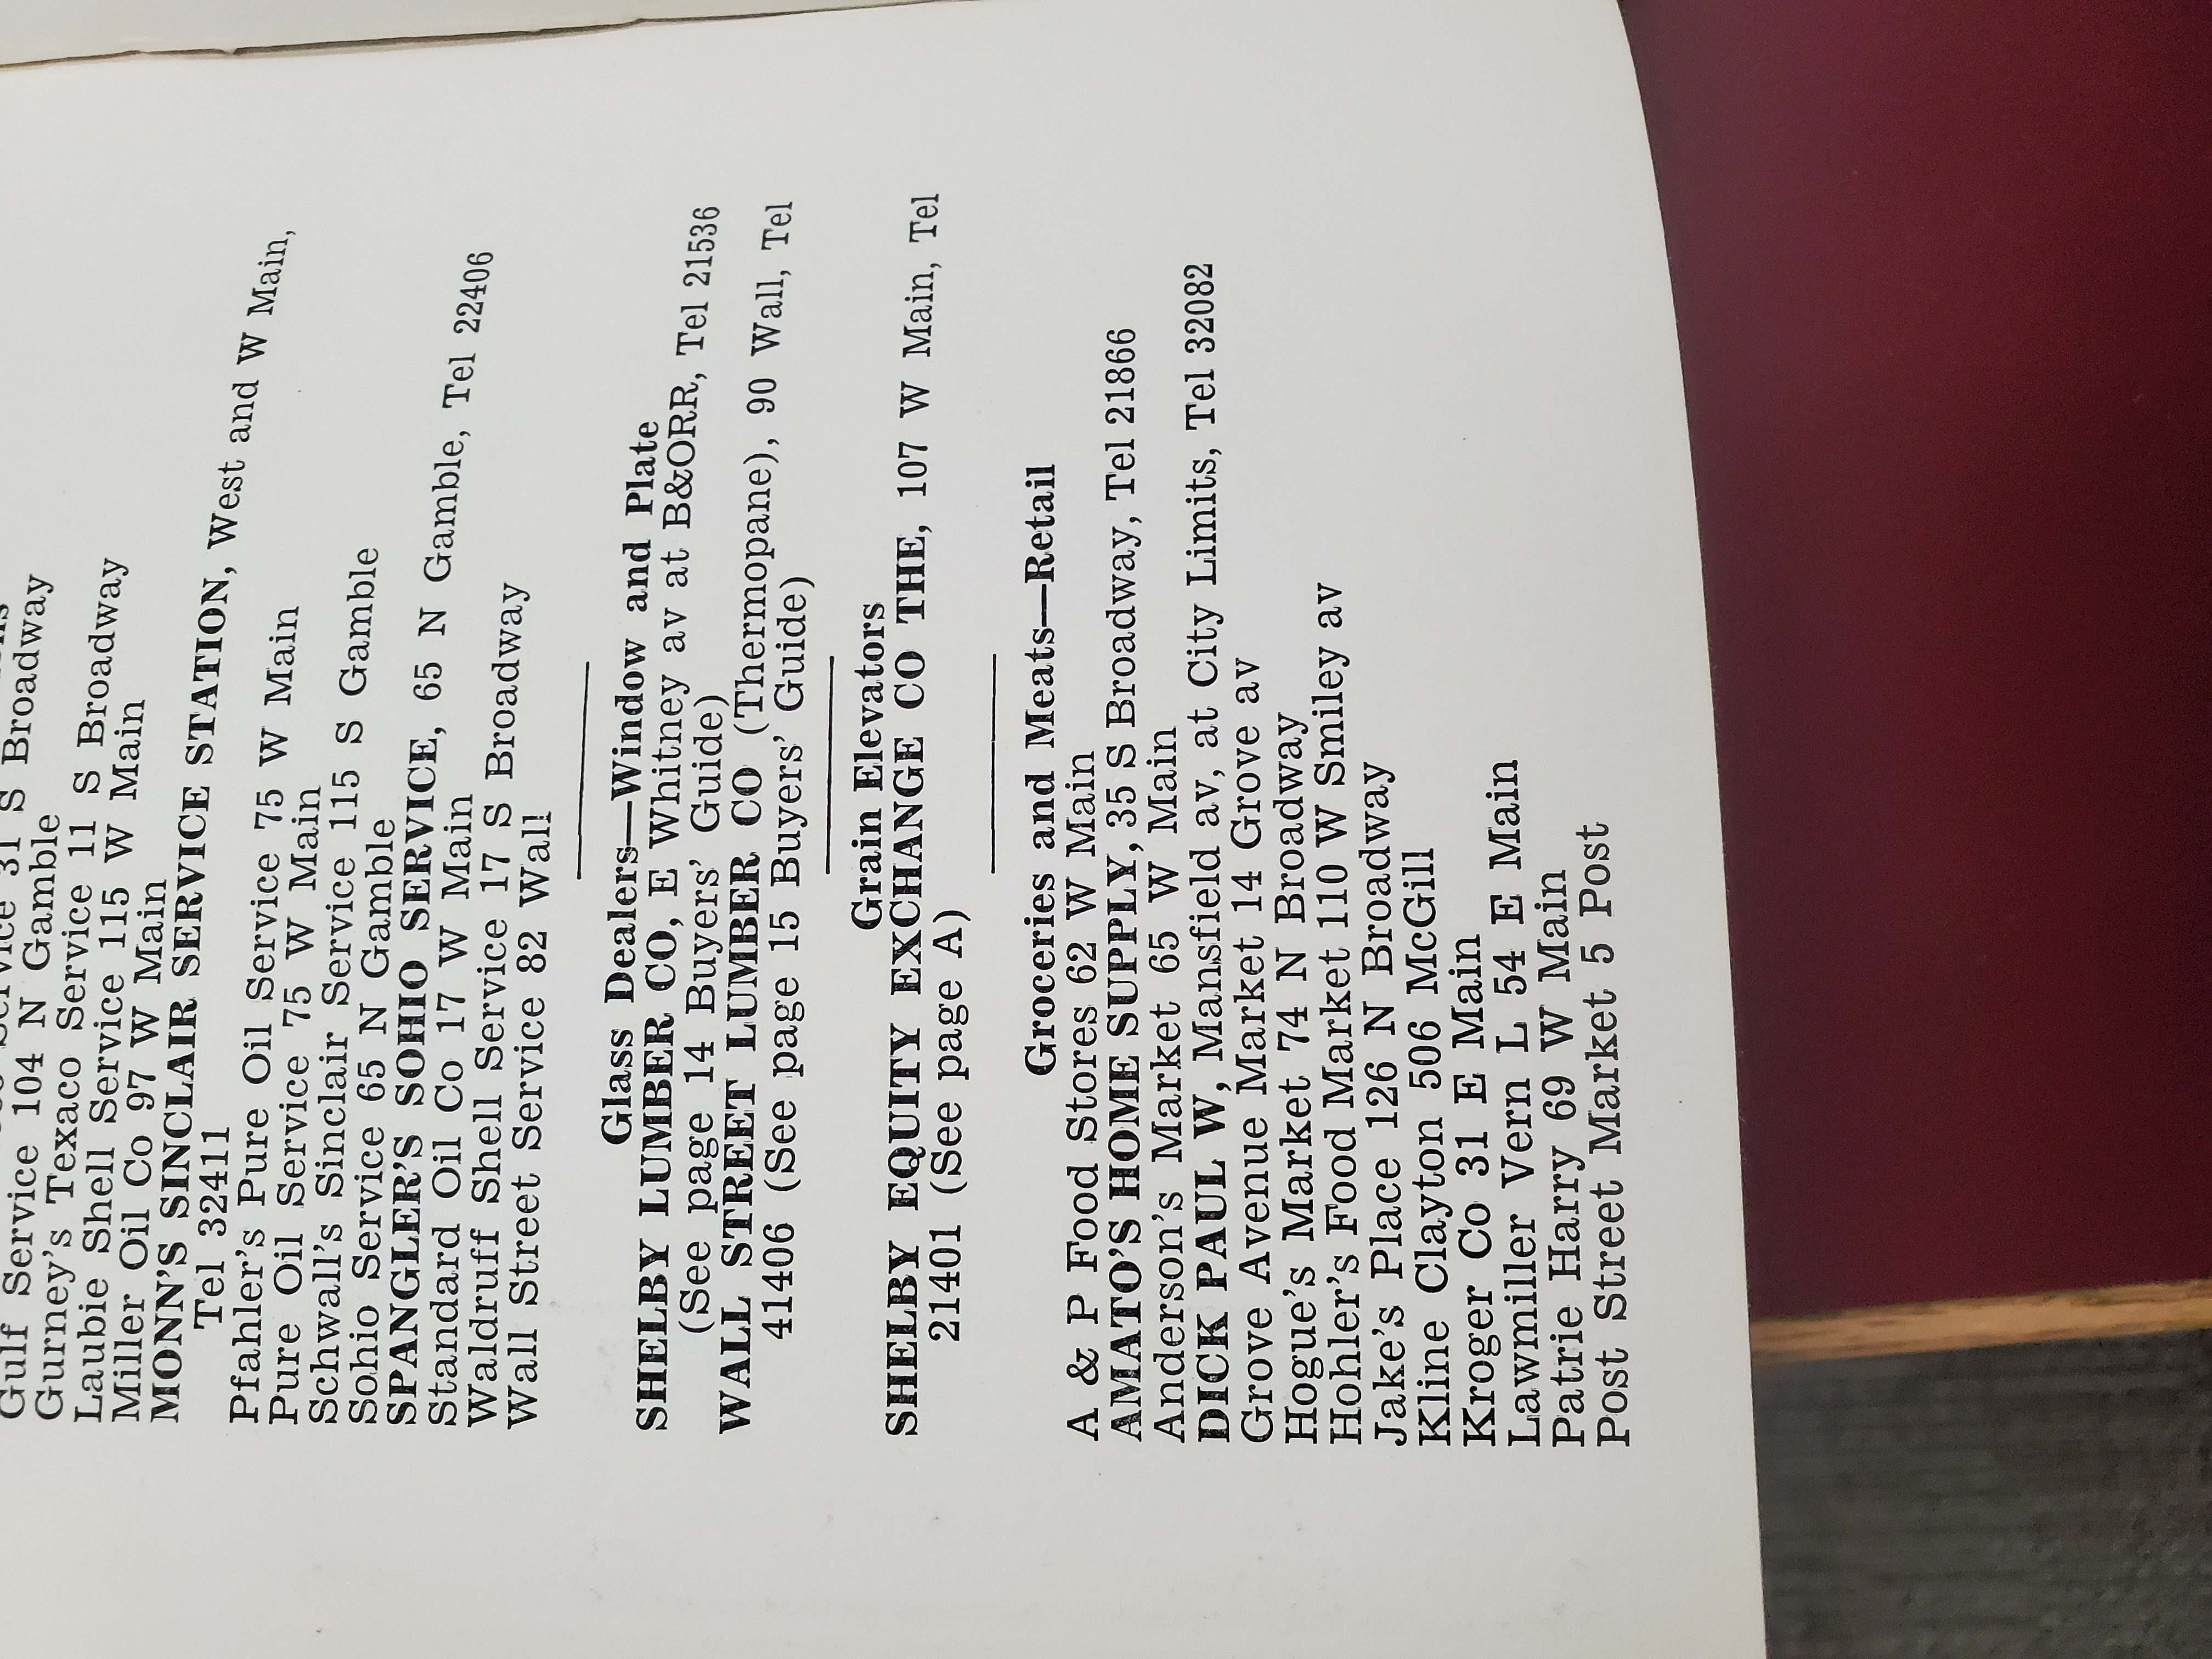 31 S Broadway
Gulf Service 104 N Gamble
Gurney's Texaco Service 11 S Broadway
Laubie Shell Service 115 W Main
Miller Oil Co 97 W Main
MONN'S SINCLAIR SERVICE STATION, West and W Main,
Tel 32411
Pfahler's Pure Oil Service 75 W Main
Pure Oil Service 75 W Main
Schwall's Sinclair Service 115 S Gamble
Sohio Service 65 N Gamble
SPANGLER'S SOHIO SERVICE, 65 N Gamble, Tel 22406
Standard Oil Co 17 W Main
Waldruff Shell Service 17 S Broadway
Wall Street Service 82 Wall
Glass Dealers—Window and Plate
SHELBY LUMBER CO, E Whitney av at B&ORR, Tel 21536
(See page 14 Buyers' Guide)
WALL STREET LUMBER CO (Thermopane), 90 Wall, Tel
41406 (See page 15 Buyers' Guide)
Grain Elevators
SHELBY EQUITY EXCHANGE CO THE, 107 W Main, Tel
21401 (See page A)
Groceries and Meats—Retail
A & P Food Stores 62 W Main
AMATO'S HOME SUPPLY, 35 S Broadway, Tel 21866
Anderson's Market 65 W Main
DICK PAUL W, Mansfield av, at City Limits, Tel 32082
Grove Avenue Market 14 Grove av
Hogue's Market 74 N Broadway
Hohler's Food Market 110 W Smiley av
Jake's Place 126 N Broadway
Kline Clayton 506 McGill
Kroger Co 31 E Main
Lawmiller Vern L 54 E Main
Patrie Harry 69 W Main
Post Street Market 5 Post